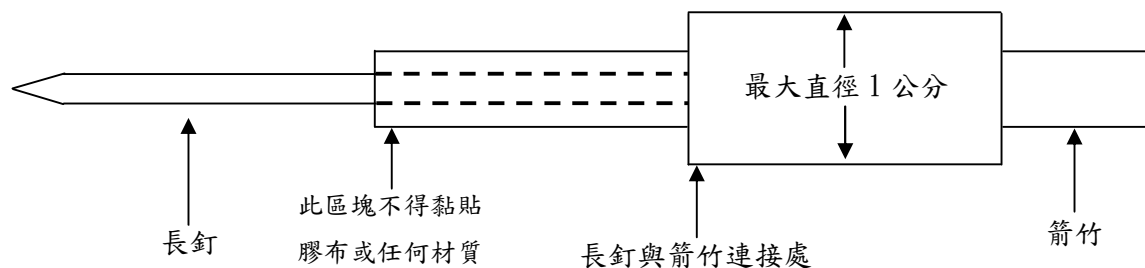 最大直徑 1 公分
長釘
此區塊不得黏貼
膠布或任何材質
長釘與箭竹連接處
箭竹